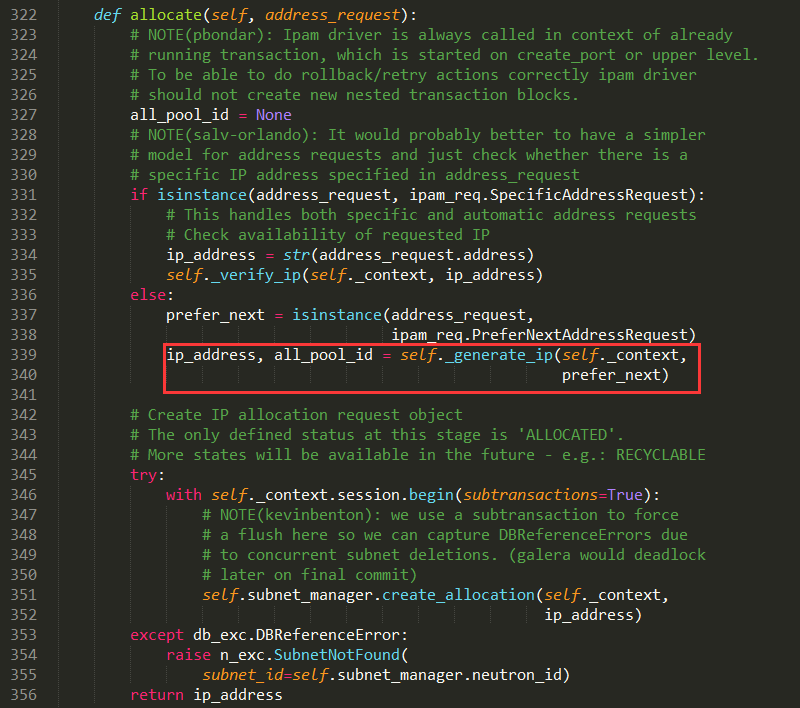 322 def allocate(self, address_request):
323 # NOTE(pbondar): Ipam driver is always called in context of already
324 # running transaction, which is started on create_port or upper level.
325 # To be able to do rollback/retry actions correctly ipam driver
326 # should not create new nested transaction blocks.
327 all_pool_id = None
328 # NOTE(salv-orlando): It would probably better to have a simpler
329 # model for address requests and just check whether there is a
330 # specific IP address specified in address_request
331 if isinstance(address_request, ipam_req.SpecificAddressRequest):
332 # This handles both specific and automatic address requests
333 # Check availability of requested IP
334 ip_address = str(address_request.address)
335 self._verify_ip(self._context, ip_address)
336 else:
337 prefer_next = isinstance(address_request,
338 ipam_req.PreferNextAddressRequest)
339 ip_address, all_pool_id = self._generate_ip(self._context,
340 prefer_next)
341
342 # Create IP allocation request object
343 # The only defined status at this stage is 'ALLOCATED'.
344 # More states will be available in the future - e.g.: RECYCLABLE
345 try:
346 with self._context.session.begin(subtransactions=True):
347 # NOTE(kevinbenton): we use a subtransaction to force
348 # a flush here so we can capture DBReferenceErrors due
349 # to concurrent subnet deletions. (galera would deadlock
350 # later on final commit)
351 self.subnet_manager.create_allocation(self._context,
352 ip_address)
353 except db_exc.DBReferenceError:
354 raise n_exc.SubnetNotFound(
355 subnet_id=self.subnet_manager.neutron_id)
356 return ip_address